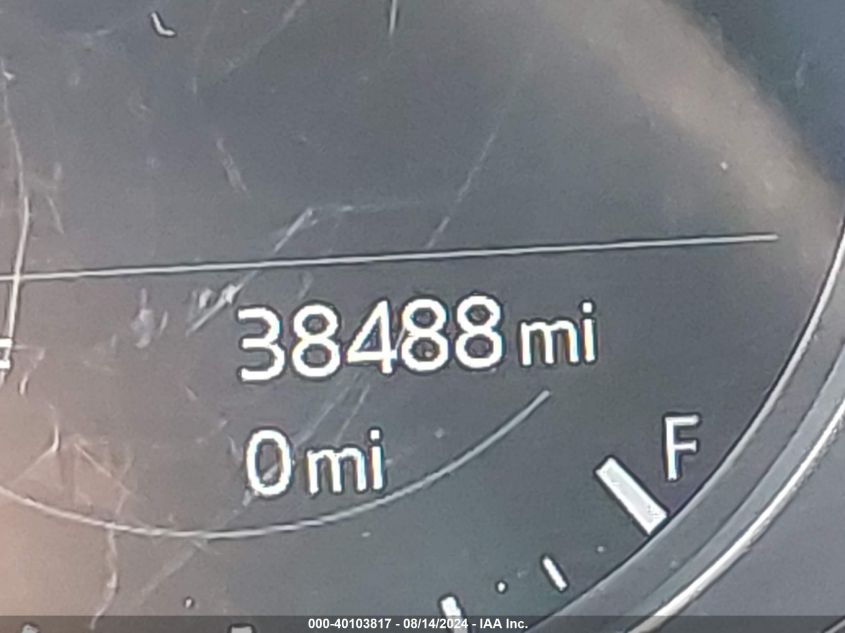 38488 mi
0 mi
F
000-40103817 - 08/14/2024 - IAA Inc.